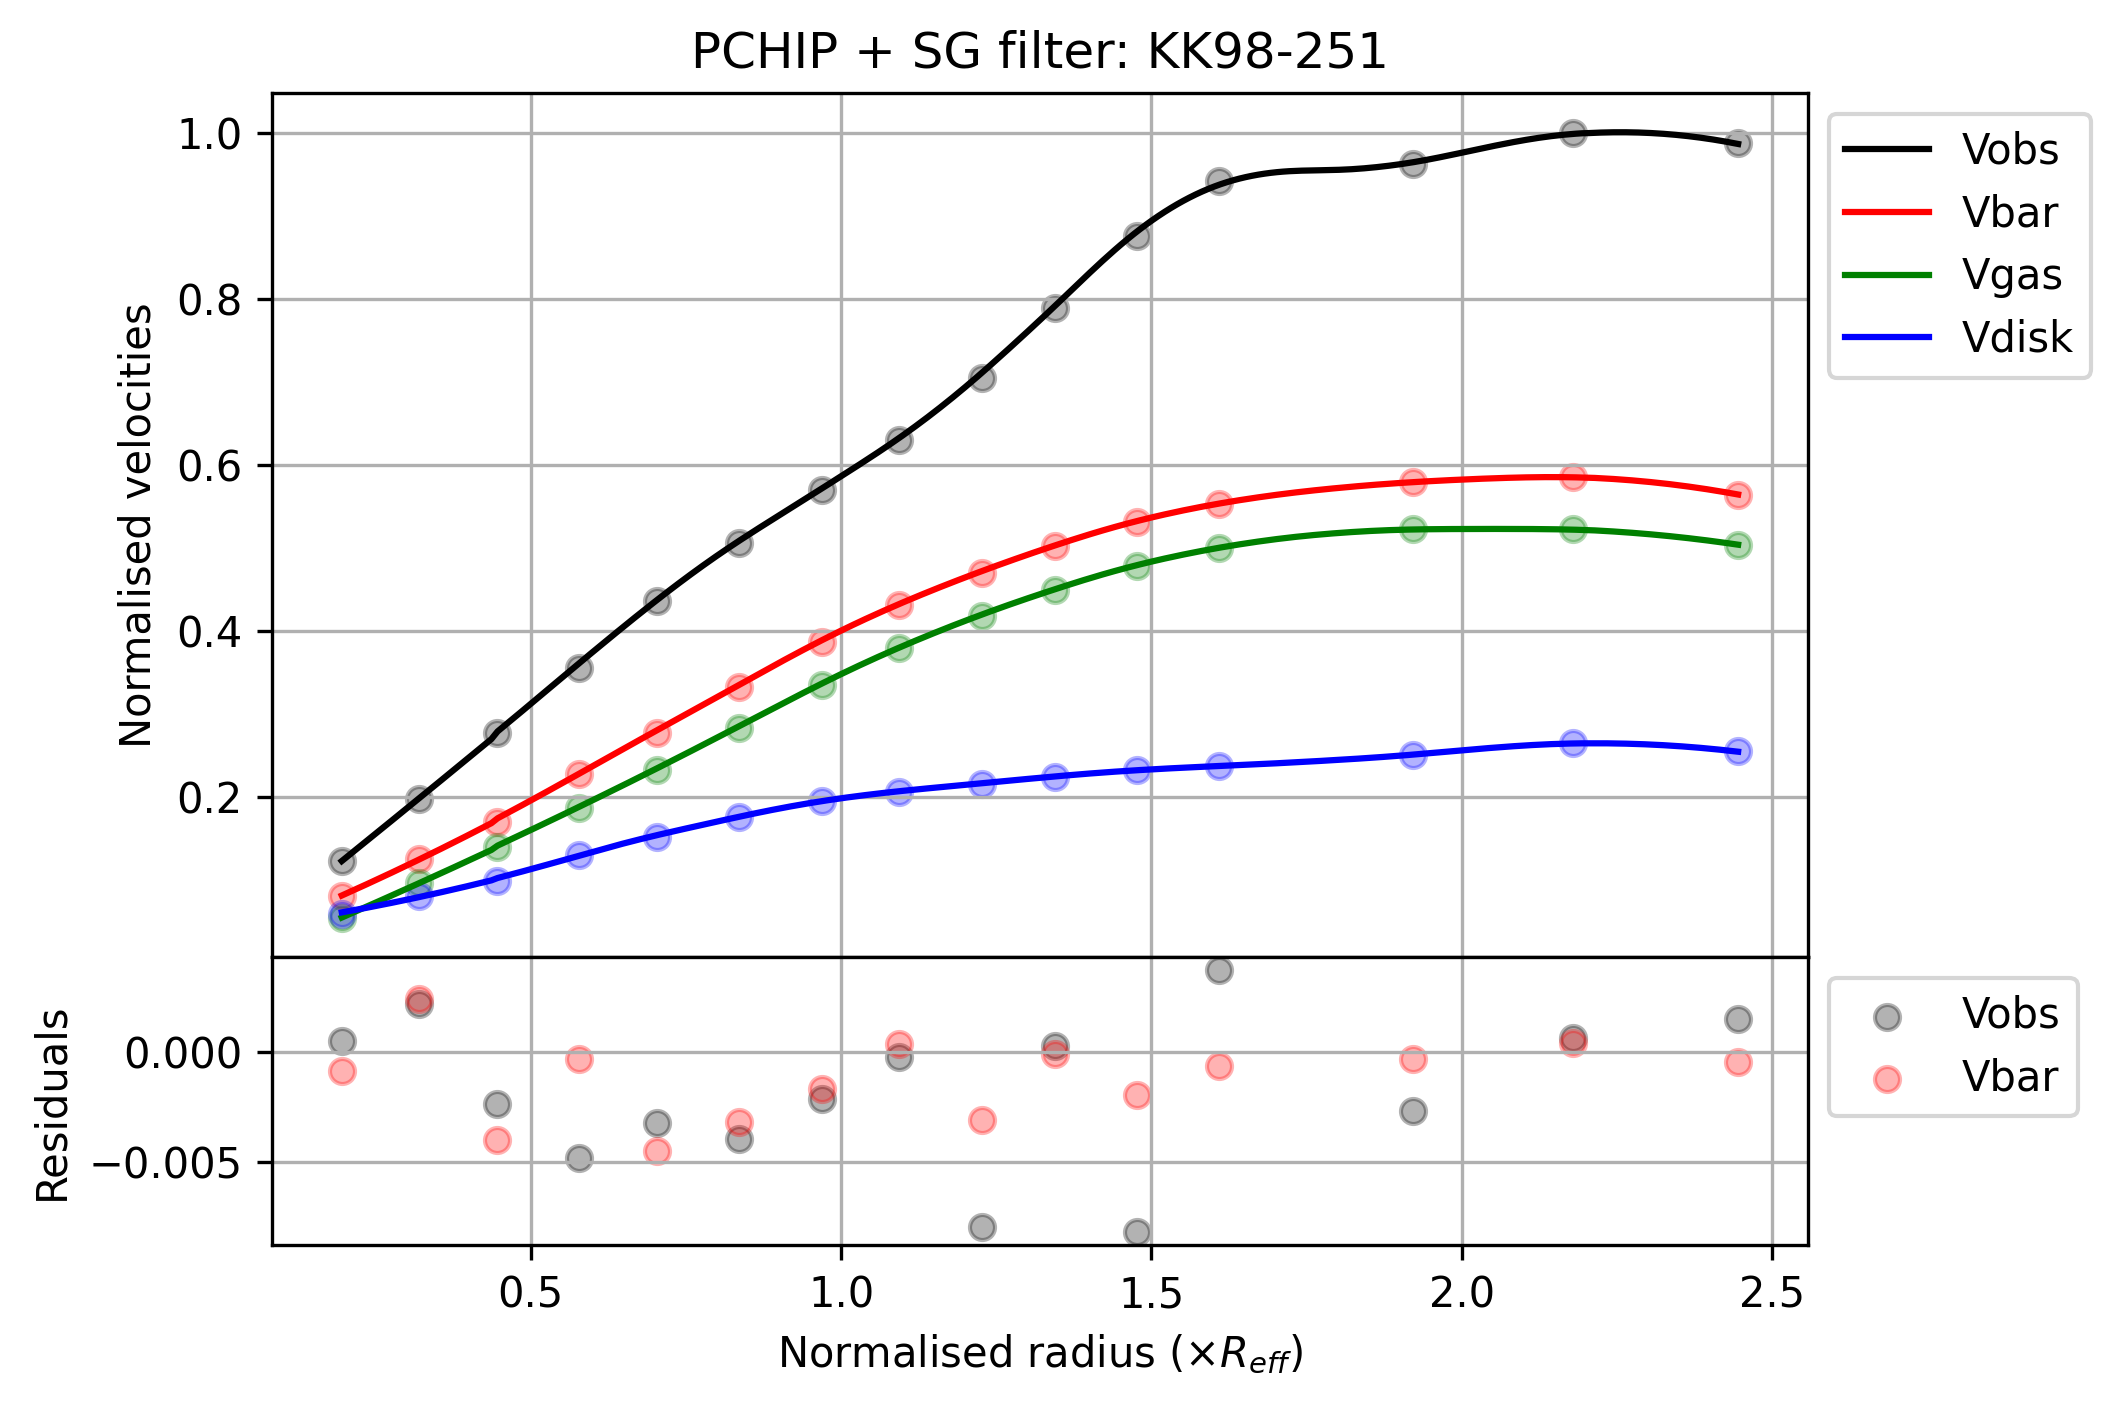 PCHIP + SG filter: KK98-251
1.0
0.8
0.6
0.4
0.2
Normalised velocities
Vobs
Vbar
Vgas
Vdisk
0.000
−0.005
Residuals
Vobs
Vbar
0.5 1.0 1.5 2.0 2.5
Normalised radius (×R_eff)